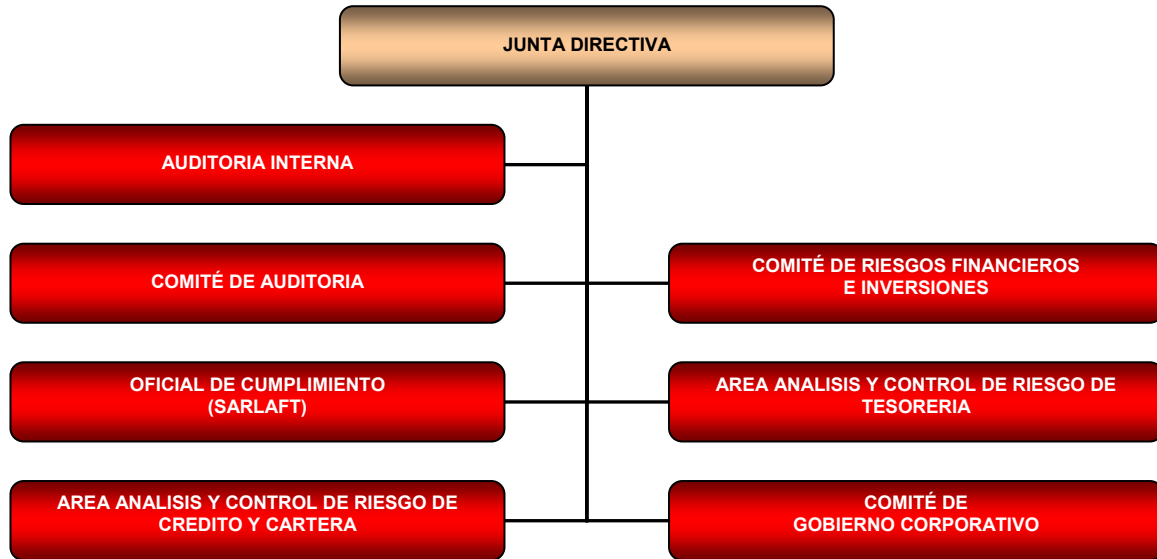 JUNTA DIRECTIVA
AUDITORIA INTERNA
COMITÉ DE AUDITORIA
COMITÉ DE RIESGOS FINANCIEROS
E INVERSIONES
OFICIAL DE CUMPLIMIENTO
(SARLAFT)
AREA ANALISIS Y CONTROL DE RIESGO DE
TESORERIA
AREA ANALISIS Y CONTROL DE RIESGO DE
CREDITO Y CARTERA
COMITÉ DE
GOBIERNO CORPORATIVO